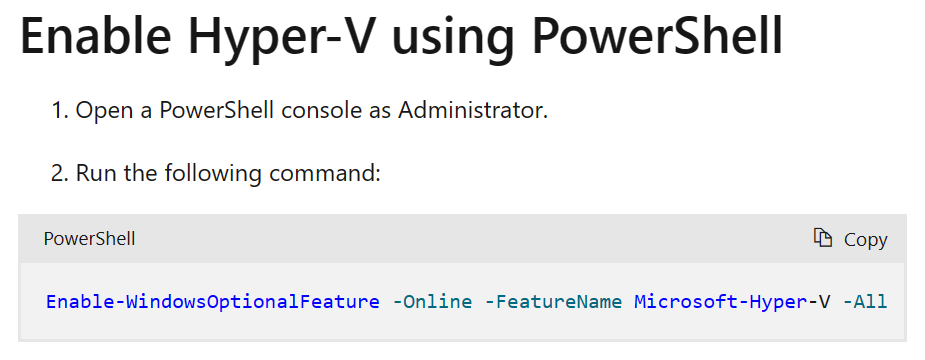 Enable Hyper-V using PowerShell
1. Open a PowerShell console as Administrator.
2. Run the following command:
PowerShell Copy
Enable-WindowsOptionalFeature -Online -FeatureName Microsoft-Hyper-V -All